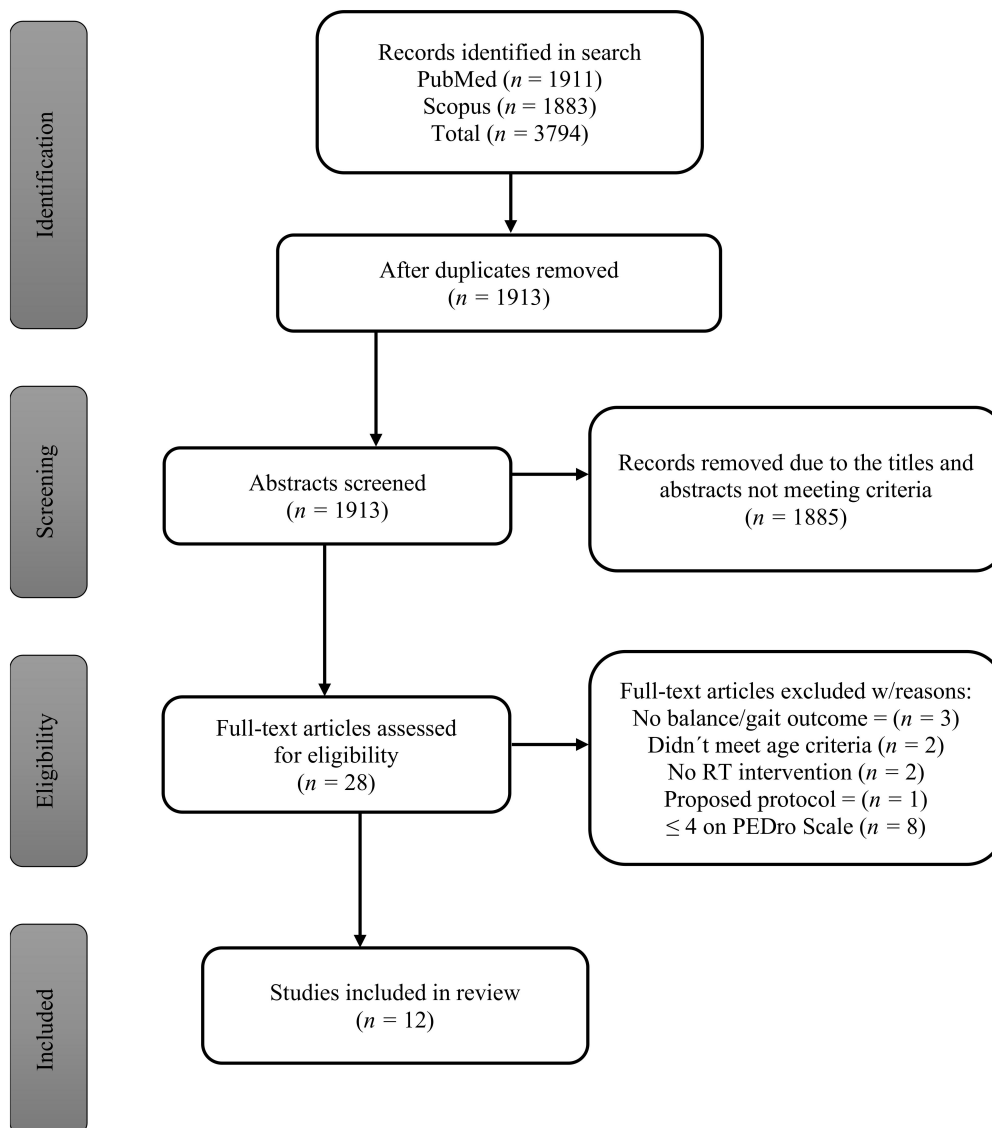 Identification
Records identified in search
PubMed (n = 1911)
Scopus (n = 1883)
Total (n = 3794)
After duplicates removed
(n = 1913)
Screening
Abstracts screened
(n = 1913)
Records removed due to the titles and
abstracts not meeting criteria
(n = 1885)
Eligibility
Full-text articles assessed
for eligibility
(n = 28)
Full-text articles excluded w/reasons:
No balance/gait outcome = (n = 3)
Didn´t meet age criteria (n = 2)
No RT intervention (n = 2)
Proposed protocol = (n = 1)
≤ 4 on PEDro Scale (n = 8)
Included
Studies included in review
(n = 12)